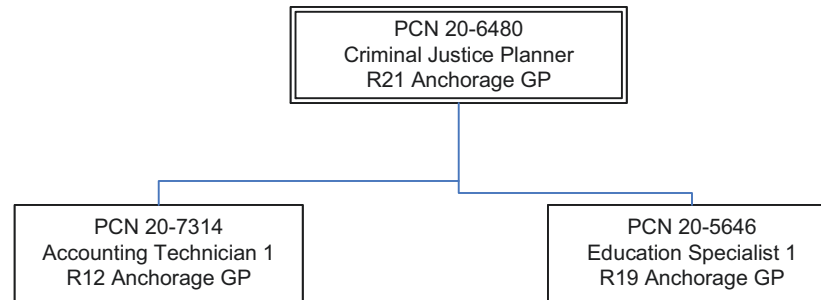 PCN 20-6480
Criminal Justice Planner
R21 Anchorage GP
PCN 20-7314
Accounting Technician 1
R12 Anchorage GP
PCN 20-5646
Education Specialist 1
R19 Anchorage GP